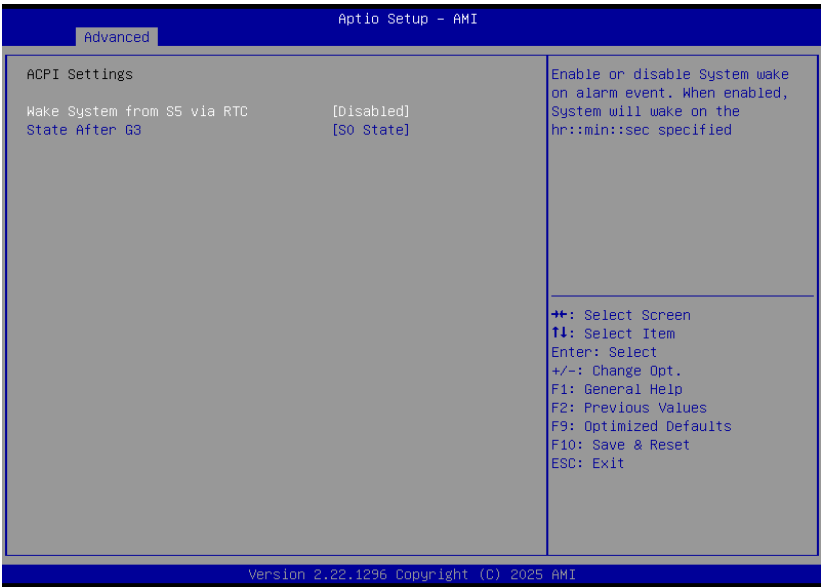 Aptio Setup – AMI
Advanced
ACPI Settings
Wake System from S5 via RTC [Disabled]
State After G3 [S0 State]
Enable or disable System wake
on alarm event. When enabled,
System will wake on the
hr::min::sec specified
→←: Select Screen
↑↓: Select Item
Enter: Select
+/-: Change Opt.
F1: General Help
F2: Previous Values
F9: Optimized Defaults
F10: Save & Reset
ESC: Exit
Version 2.22.1296 Copyright (C) 2025 AMI